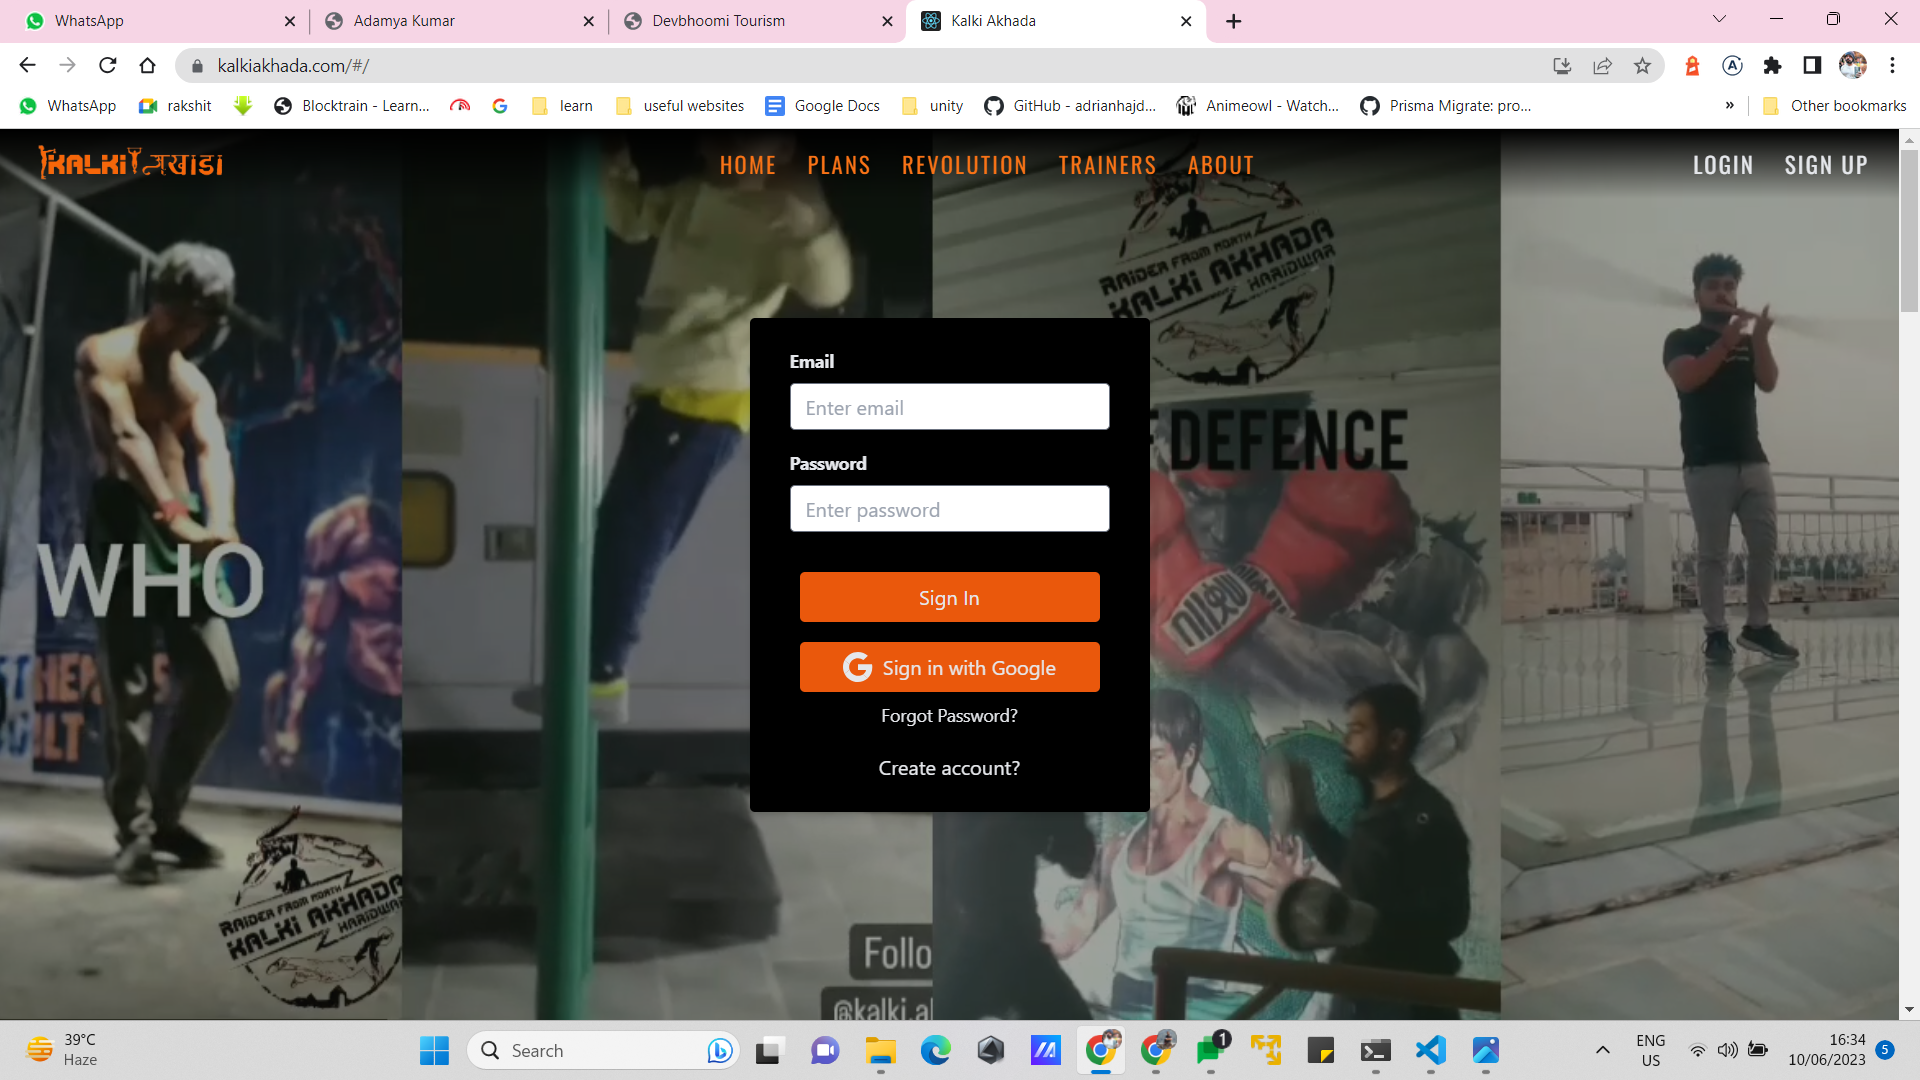 WhatsApp
Adamya Kumar
Devbhoomi Tourism
Kalki Akhada
kalkiakhada.com/#/
WhatsApp
rakshit
Blocktrain - Learn...
learn
useful websites
Google Docs
unity
GitHub - adrianhajd...
Animeowl - Watch...
Prisma Migrate: pro...
»
Other bookmarks
KALKI अखाडा
HOME
PLANS
REVOLUTION
TRAINERS
ABOUT
LOGIN
SIGN UP
RAIDER FROM NORTH
KALKI AKHADA
HARIDWAR
Email
Enter email
F DEFENCE
Password
Enter password
WHO
Sign In
Sign in with Google
Forgot Password?
Create account?
RAIDER FROM NORTH
KALKI AKHADA
HARIDWAR
Follo
@kalki.al
39°C
Haze
Search
1
ENG
US
16:34
10/06/2023
5